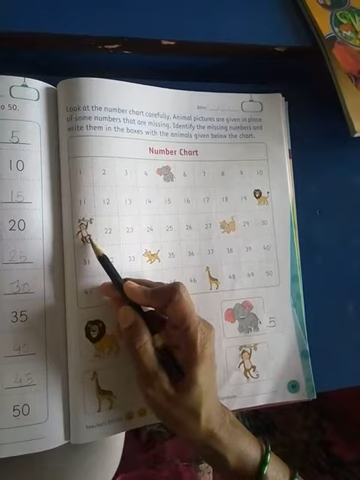 o 50.
5
10
15
20
25
30
35
40
45
50
Look at the number chart carefully. Animal pictures are given in place
of some numbers that are missing. Identify the missing numbers and
write them in the boxes with the animals given below the chart.
Number Chart
1 2 3 4 6 7 8 9 10
11 12 13 14 15 16 17 18 19
22 23 24 25 26 27 29 30
31 33 35 36 37 38 39 40
46 48 49 50
5